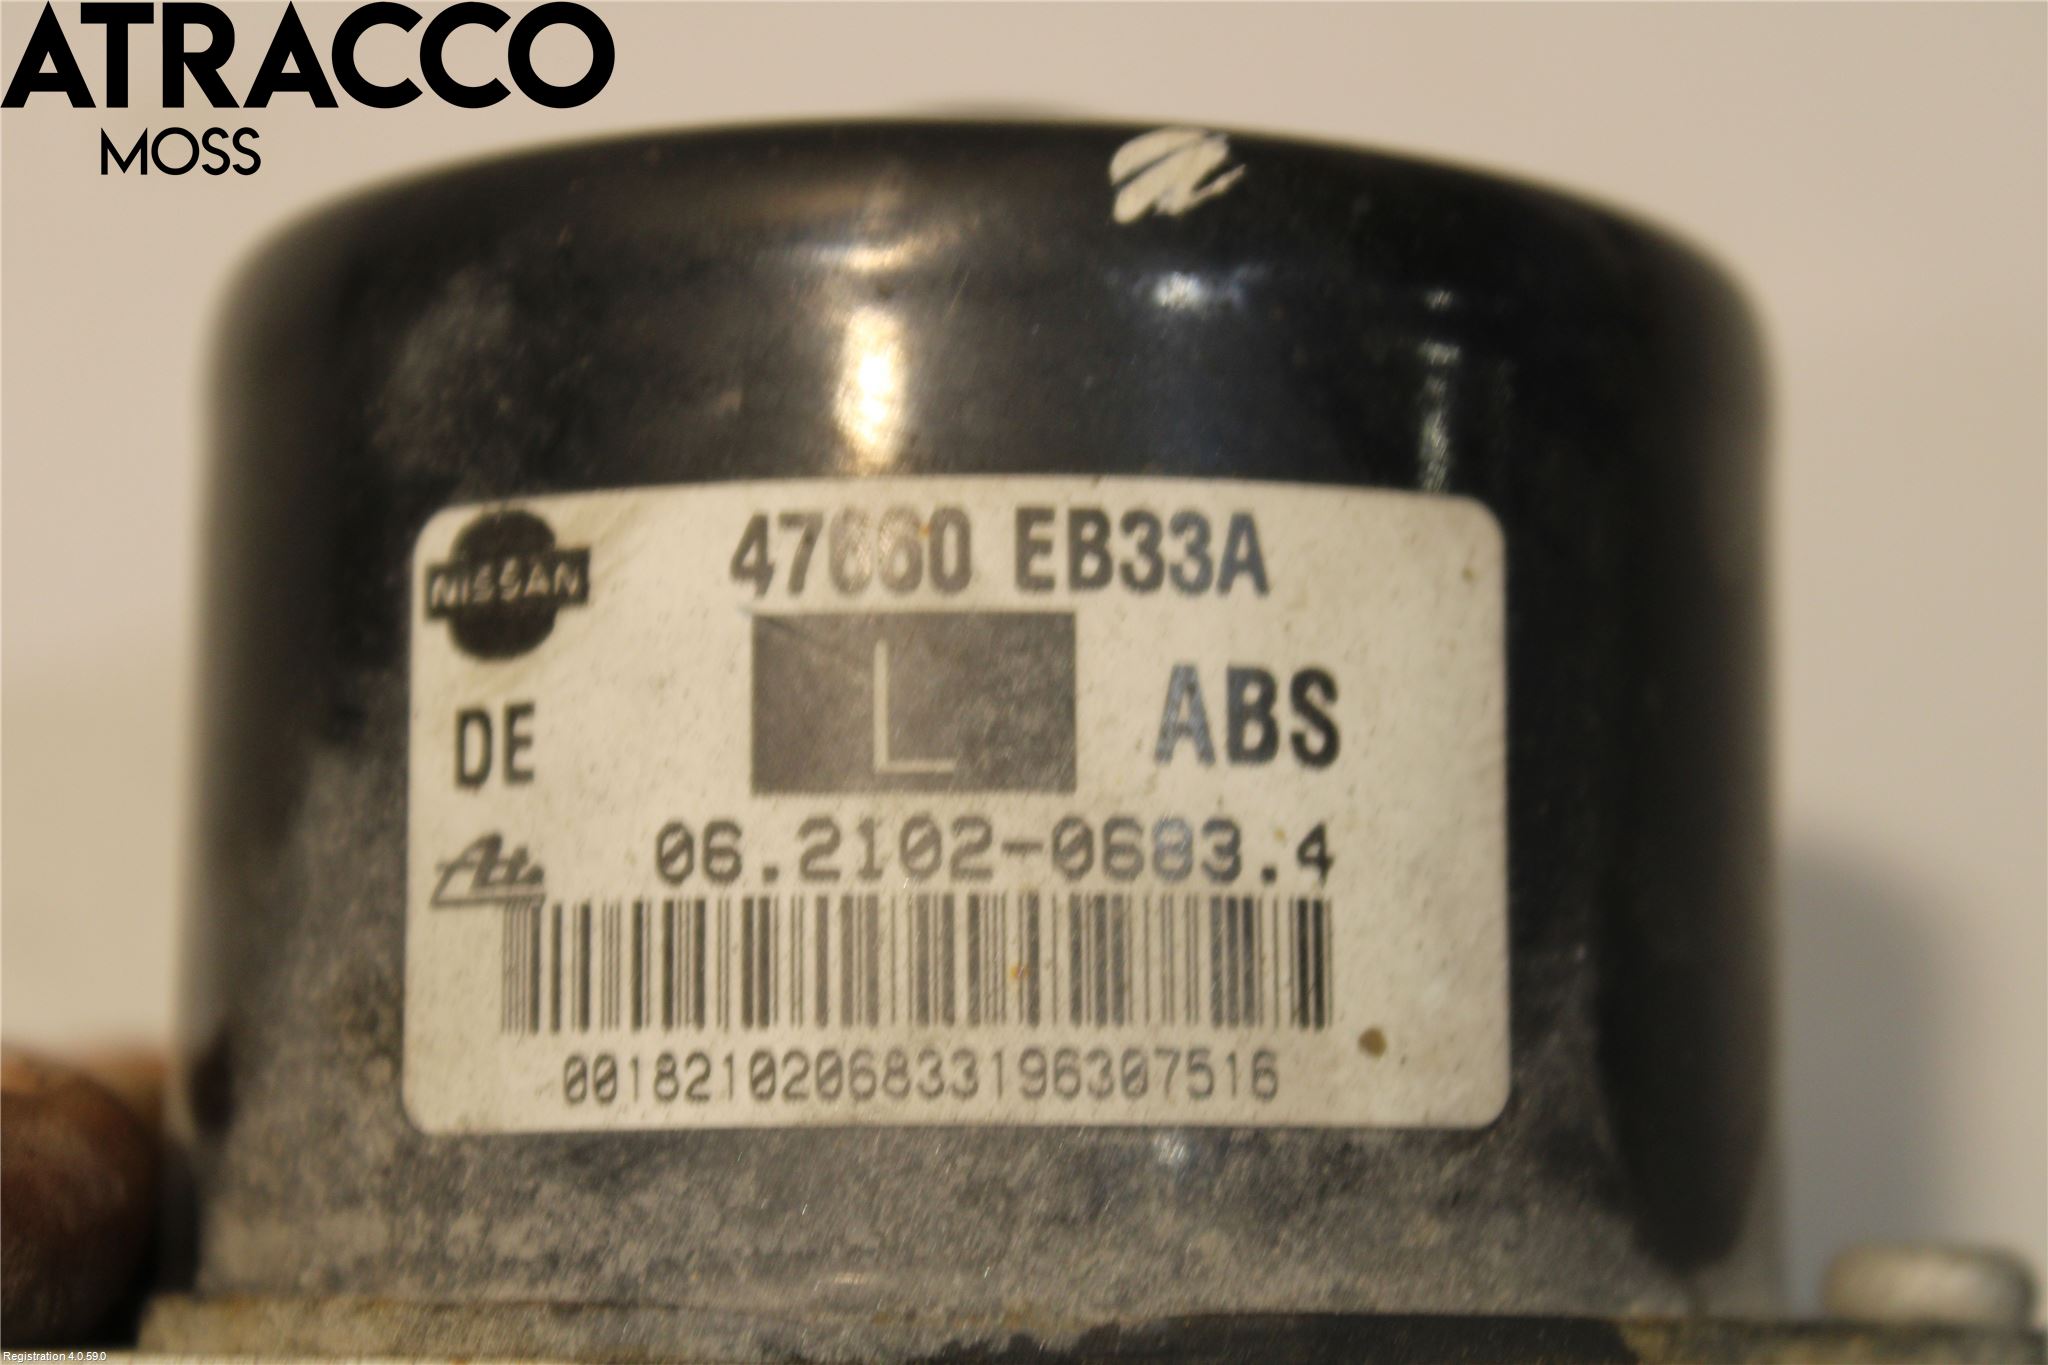 ATRACCO
MOSS
NISSAN
47660 EB33A
DE
L
ABS
Ate
06.2102-0683.4
0018210206833196307516
Registration 4.0.59.0